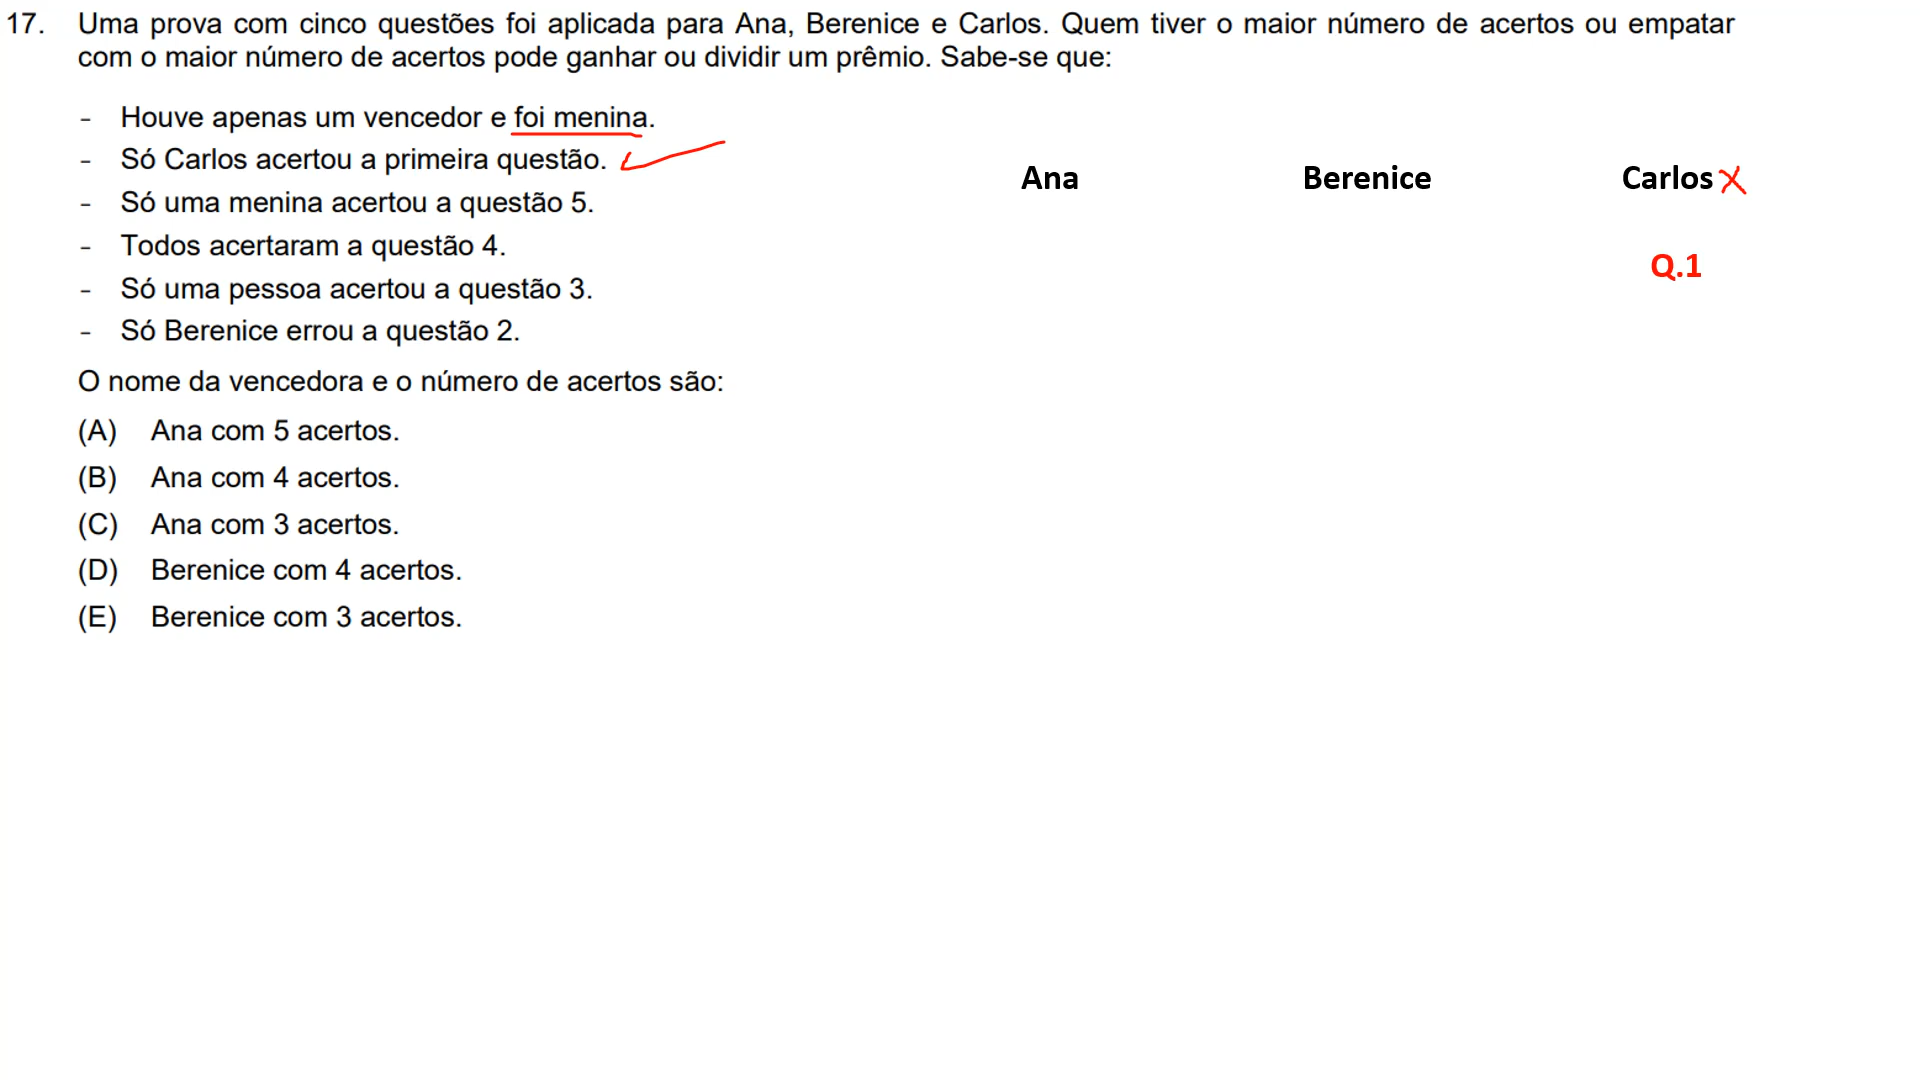 17. Uma prova com cinco questões foi aplicada para Ana, Berenice e Carlos. Quem tiver o maior número de acertos ou empatar
com o maior número de acertos pode ganhar ou dividir um prêmio. Sabe-se que:
- Houve apenas um vencedor e foi menina.
- Só Carlos acertou a primeira questão.
- Só uma menina acertou a questão 5.
- Todos acertaram a questão 4.
- Só uma pessoa acertou a questão 3.
- Só Berenice errou a questão 2.
O nome da vencedora e o número de acertos são:
(A) Ana com 5 acertos.
(B) Ana com 4 acertos.
(C) Ana com 3 acertos.
(D) Berenice com 4 acertos.
(E) Berenice com 3 acertos.
Ana Berenice Carlos X
Q.1